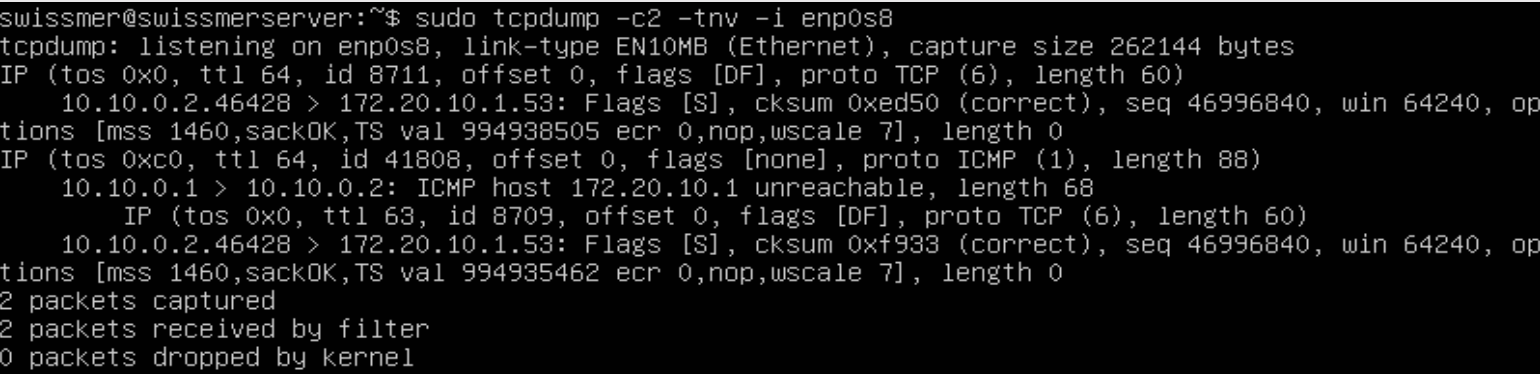 swissmer@swissmerserver:~$ sudo tcpdump -c2 -tnv -i enp0s8
tcpdump: listening on enp0s8, link-type EN10MB (Ethernet), capture size 262144 bytes
IP (tos 0x0, ttl 64, id 8711, offset 0, flags [DF], proto TCP (6), length 60)
    10.10.0.2.46428 > 172.20.10.1.53: Flags [S], cksum 0xed50 (correct), seq 46996840, win 64240, op
tions [mss 1460,sackOK,TS val 994938505 ecr 0,nop,wscale 7], length 0
IP (tos 0xc0, ttl 64, id 41808, offset 0, flags [none], proto ICMP (1), length 88)
    10.10.0.1 > 10.10.0.2: ICMP host 172.20.10.1 unreachable, length 68
        IP (tos 0x0, ttl 63, id 8709, offset 0, flags [DF], proto TCP (6), length 60)
    10.10.0.2.46428 > 172.20.10.1.53: Flags [S], cksum 0xf933 (correct), seq 46996840, win 64240, op
tions [mss 1460,sackOK,TS val 994935462 ecr 0,nop,wscale 7], length 0
2 packets captured
2 packets received by filter
0 packets dropped by kernel